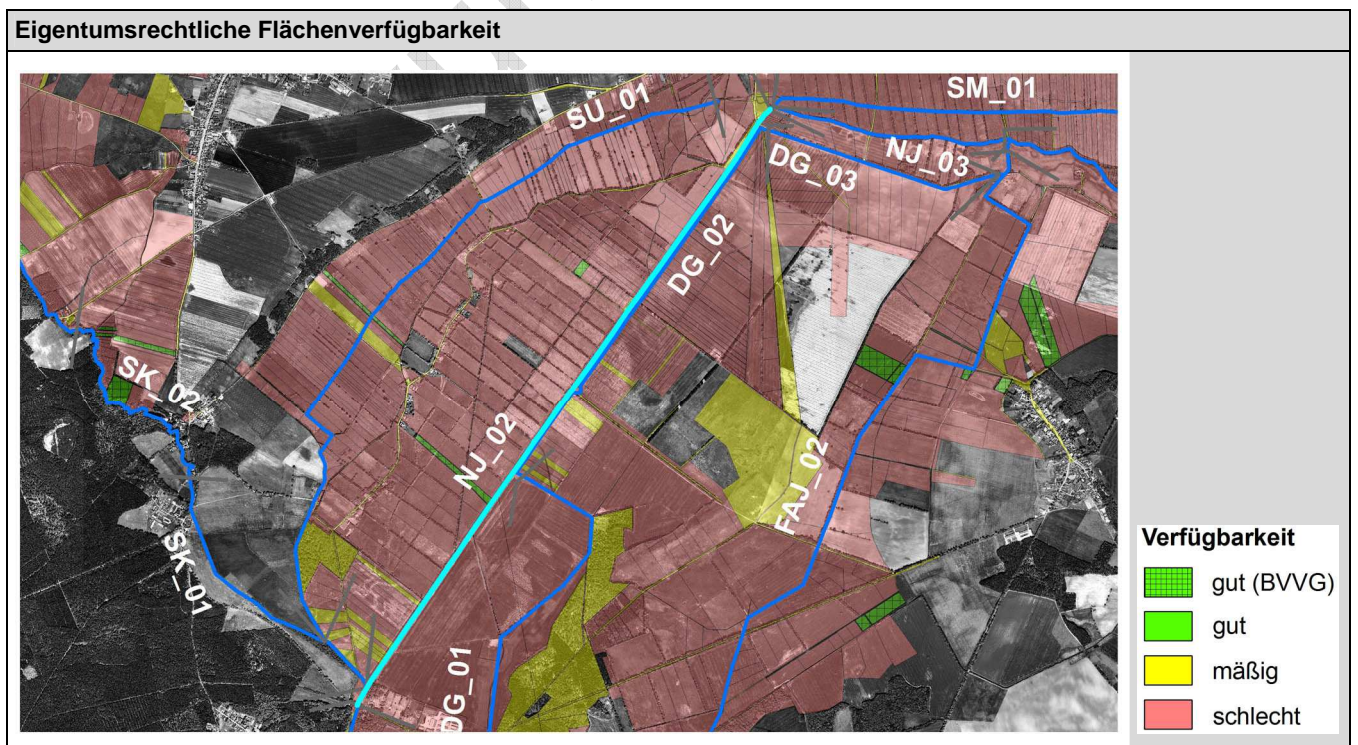 Eigentumsrechtliche Flächenverfügbarkeit
SM_01
SU_01
NJ_03
DG_03
DG_02
SK_02
NJ_02
FAJ_02
SK_01
DG_01
Verfügbarkeit
gut (BVVG)
gut
mäßig
schlecht